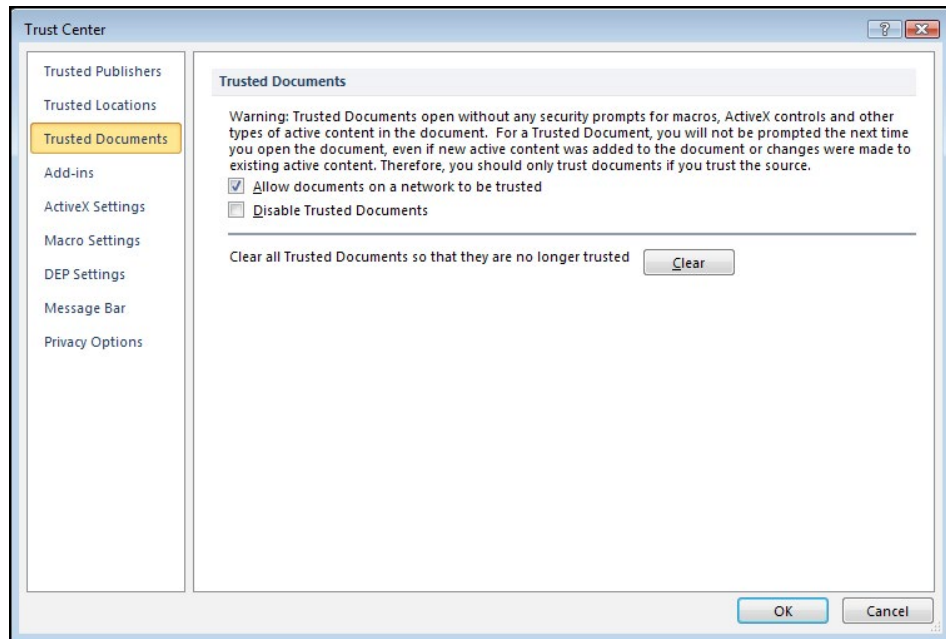 Trust Center
Trusted Publishers
Trusted Locations
Trusted Documents
Add-ins
ActiveX Settings
Macro Settings
DEP Settings
Message Bar
Privacy Options
Trusted Documents
Warning: Trusted Documents open without any security prompts for macros, ActiveX controls and other
types of active content in the document.  For a Trusted Document, you will not be prompted the next time
you open the document, even if new active content was added to the document or changes were made to
existing active content. Therefore, you should only trust documents if you trust the source.
Allow documents on a network to be trusted
Disable Trusted Documents
Clear all Trusted Documents so that they are no longer trusted
Clear
OK
Cancel